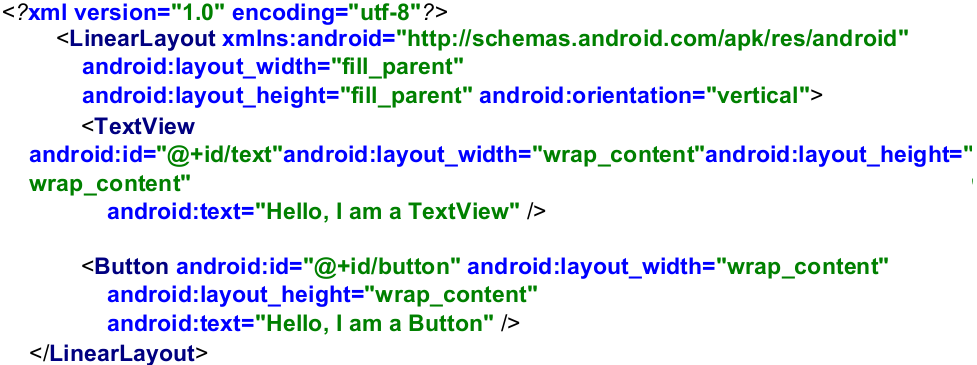 <?xml version="1.0" encoding="utf-8"?>
<LinearLayout xmlns:android="http://schemas.android.com/apk/res/android"
android:layout_width="fill_parent"
android:layout_height="fill_parent" android:orientation="vertical">
<TextView
android:id="@+id/text"android:layout_width="wrap_content"android:layout_height="
wrap_content"
android:text="Hello, I am a TextView" />
<Button android:id="@+id/button" android:layout_width="wrap_content"
android:layout_height="wrap_content"
android:text="Hello, I am a Button" />
</LinearLayout>